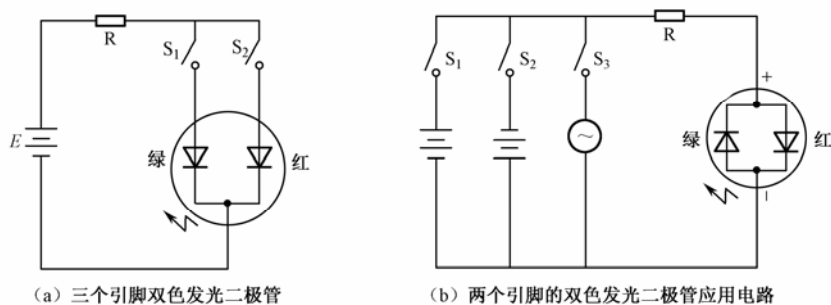 R
S₁
S₂
E
绿
红
(a) 三个引脚双色发光二极管
R
S₁
S₂
S₃
+
绿
红
−
~
(b) 两个引脚的双色发光二极管应用电路